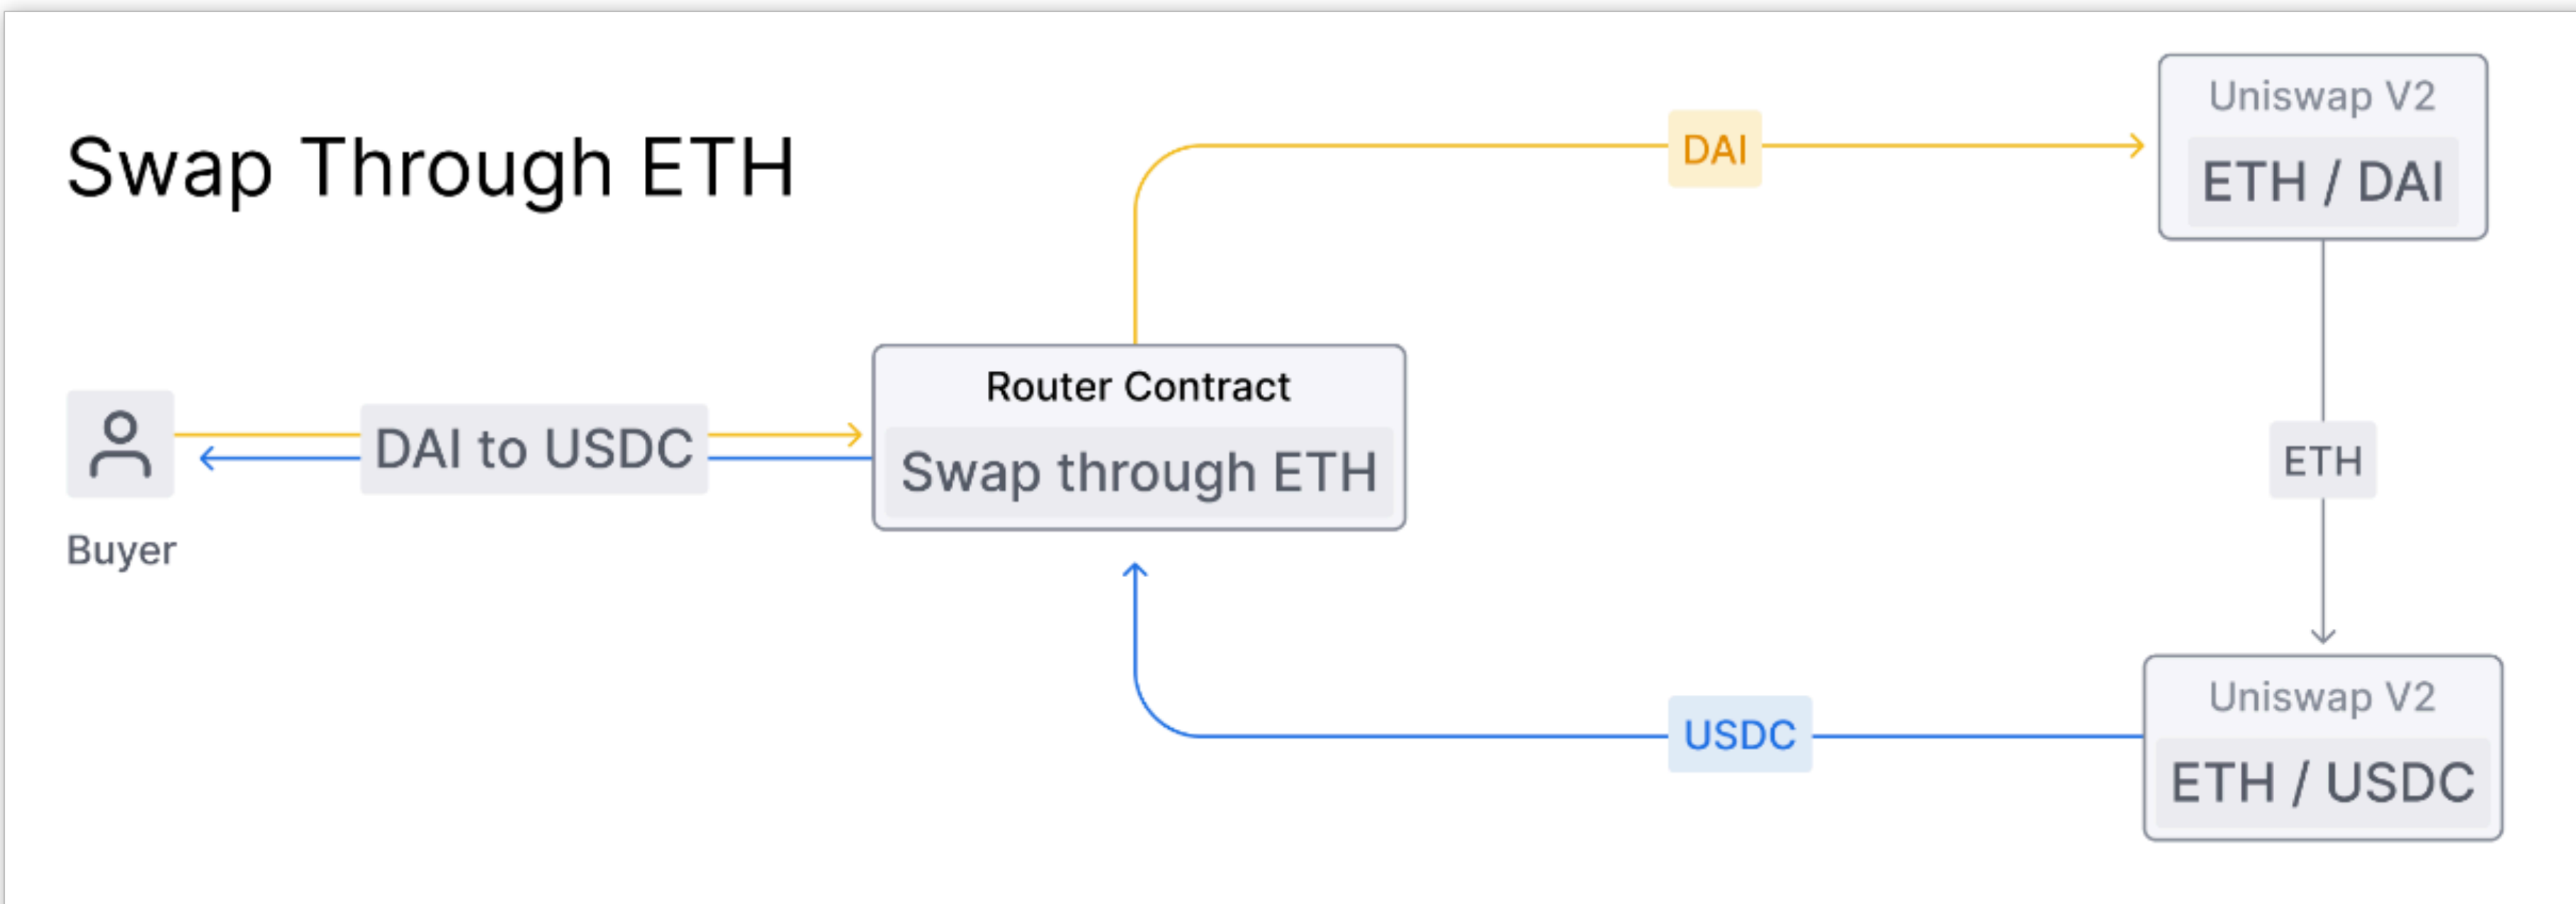 Swap Through ETH
Uniswap V2
ETH / DAI
DAI
Router Contract
Swap through ETH
DAI to USDC
Buyer
ETH
USDC
Uniswap V2
ETH / USDC